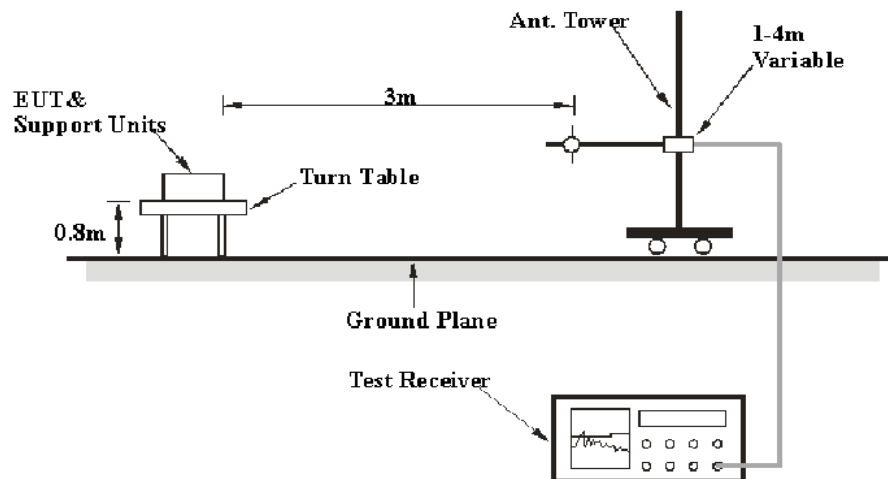 Ant. Tower
1-4m
Variable
3m
EUT&
Support Units
Turn Table
0.8m
Ground Plane
Test Receiver